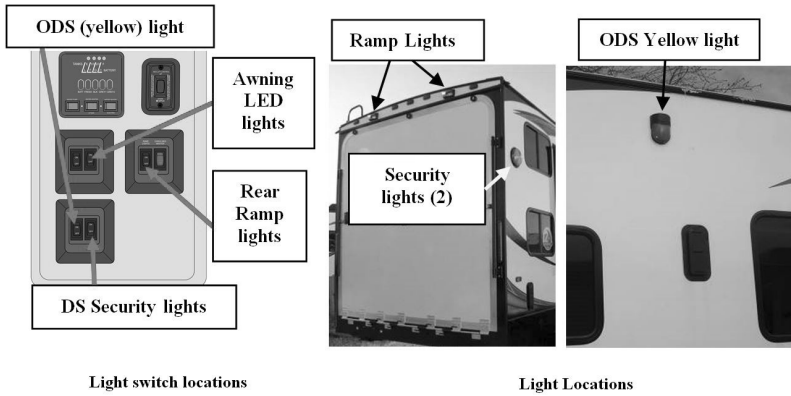 ODS (yellow) light
Awning
LED
lights
Rear
Ramp
lights
DS Security lights
Light switch locations
Ramp Lights
Security
lights (2)
ODS Yellow light
Light Locations